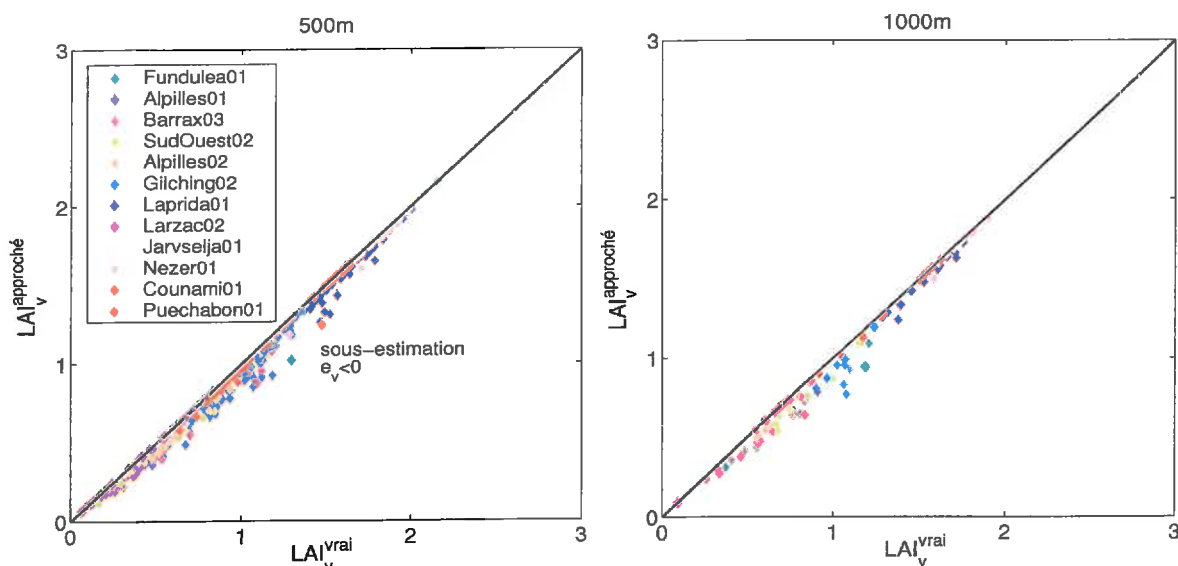 500m
3
2
1
0
LAI_v^approché
Fundulea01
Alpilles01
Barrax03
SudOuest02
Alpilles02
Gilching02
Laprida01
Larzac02
Jarvselja01
Nezer01
Counami01
Puechabon01
sous-estimation
e_v<0
0 1 2 3
LAI_v^vrai
1000m
3
2
1
0
LAI_v^approché
0 1 2 3
LAI_v^vrai